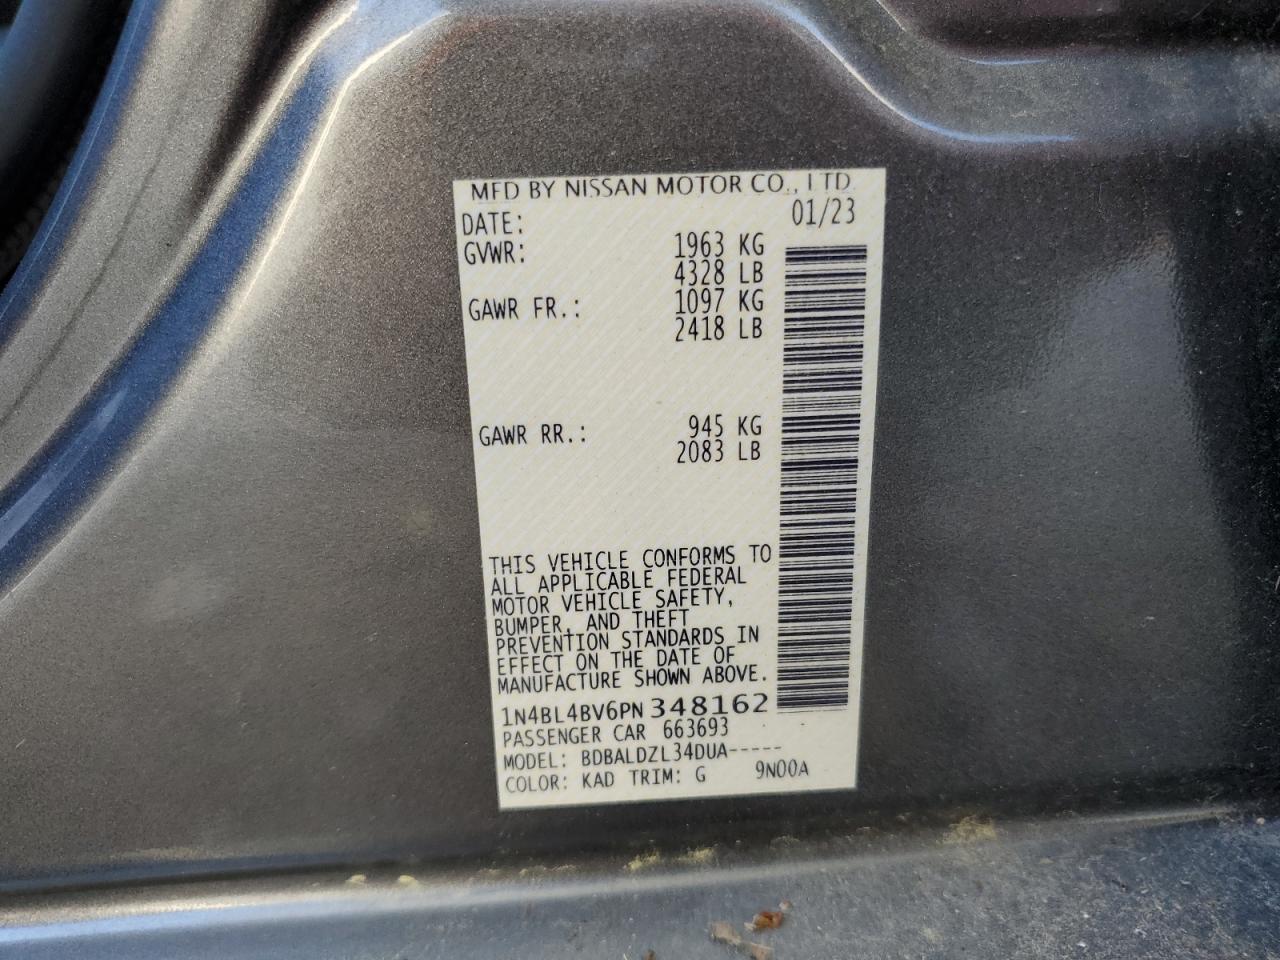 MFD BY NISSAN MOTOR CO., LTD.
DATE: 01/23
GVWR: 1963 KG
4328 LB
GAWR FR.: 1097 KG
2418 LB
GAWR RR.: 945 KG
2083 LB
THIS VEHICLE CONFORMS TO
ALL APPLICABLE FEDERAL
MOTOR VEHICLE SAFETY,
BUMPER, AND THEFT
PREVENTION STANDARDS IN
EFFECT ON THE DATE OF
MANUFACTURE SHOWN ABOVE.
1N4BL4BV6PN348162
PASSENGER CAR 663693
MODEL: BDBALDZL34DUA-----
COLOR: KAD TRIM: G 9N00A